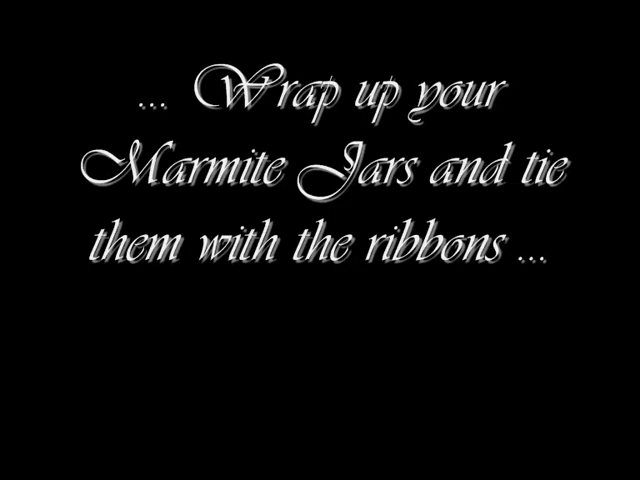 ... Wrap up your
Marmite Jars and tie
them with the ribbons ...